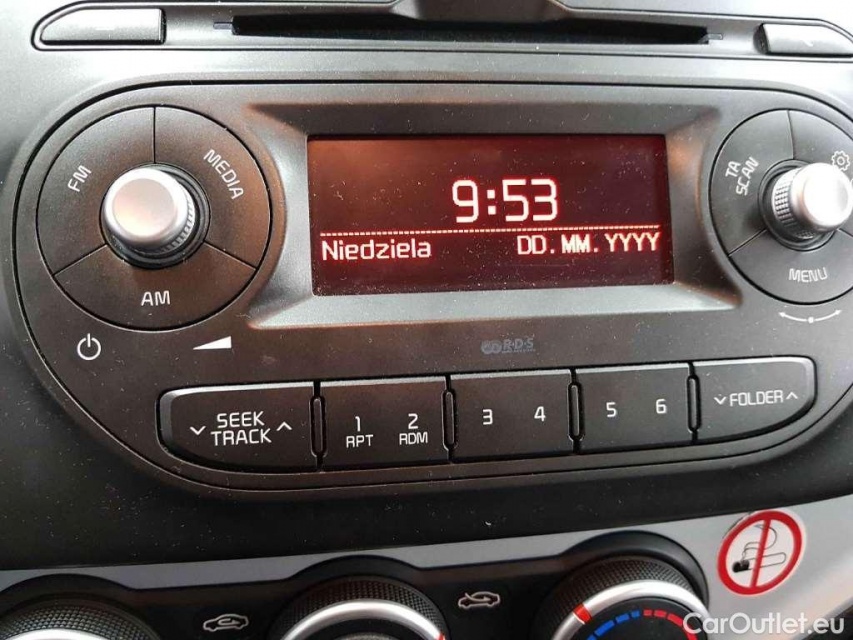 FM
MEDIA
AM
9:53
Niedziela DD.MM.YYYY
TA
SCAN
MENU
R·D·S
SEEK
TRACK
1
RPT
2
RDM
3 4
5 6
FOLDER
CarOutlet.eu